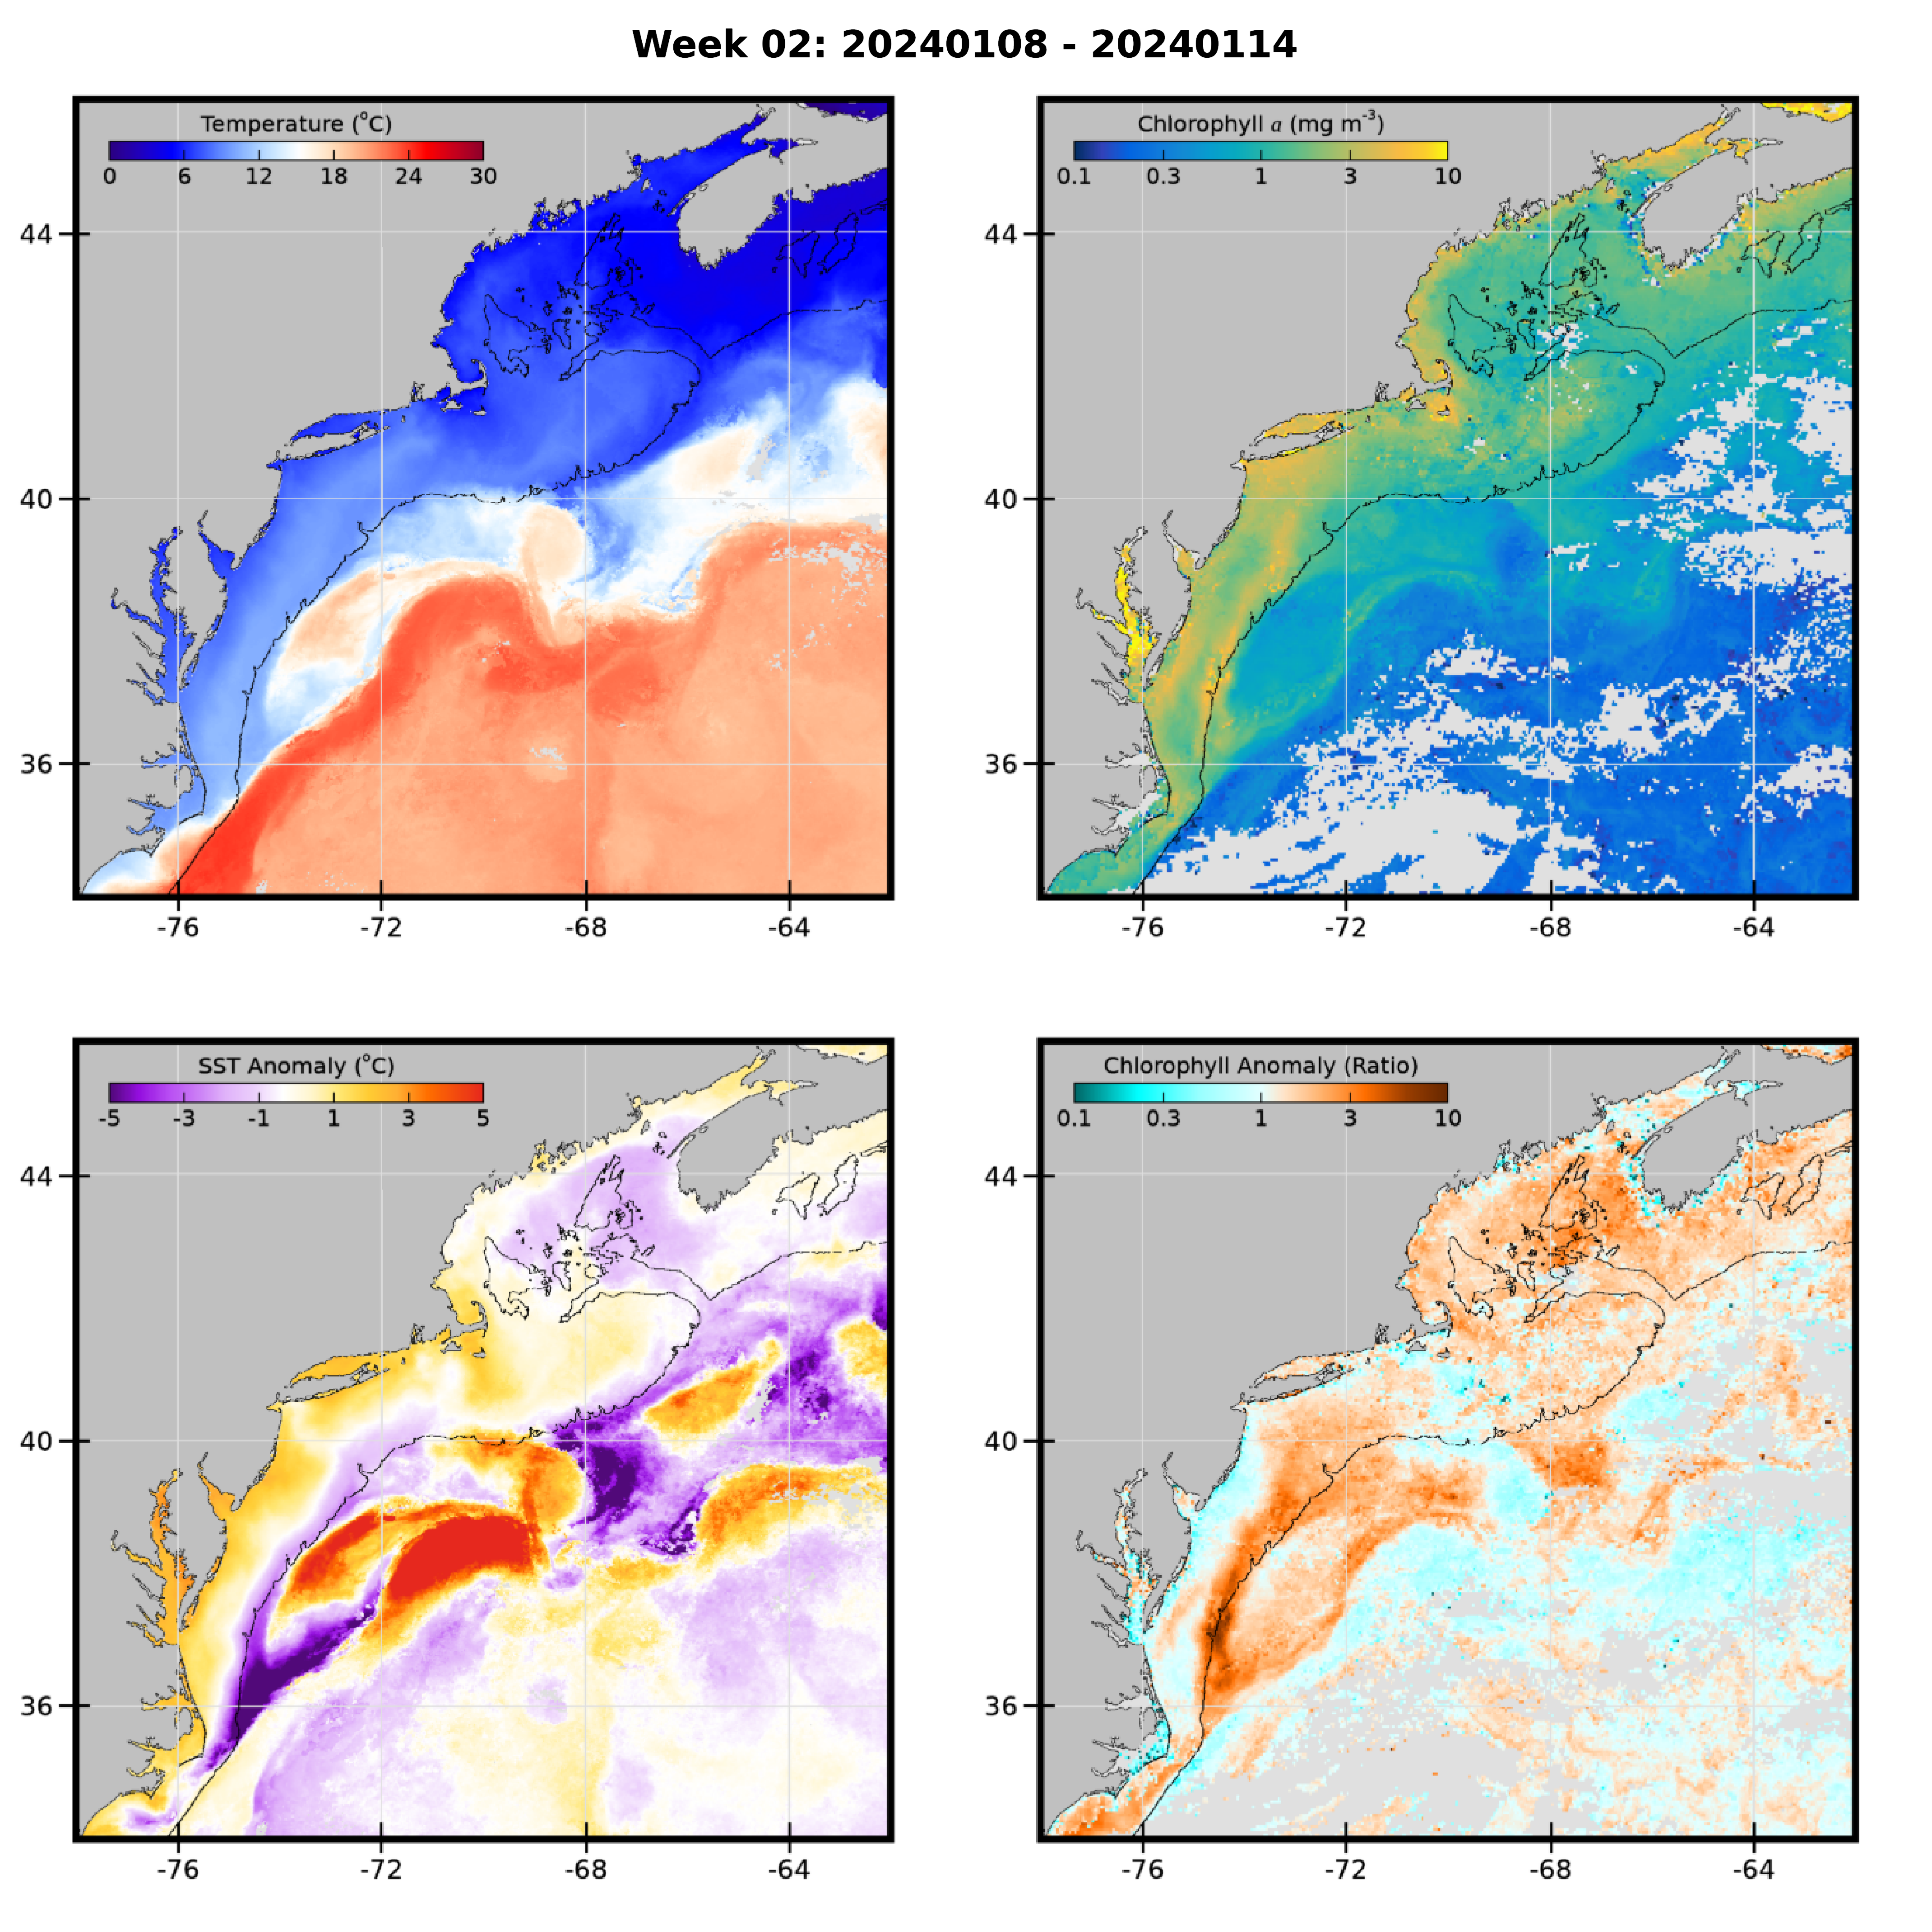 Week 02: 20240108 - 20240114
Temperature (°C)
0 6 12 18 24 30
44
40
36
-76 -72 -68 -64
Chlorophyll a (mg m⁻³)
0.1 0.3 1 3 10
44
40
36
-76 -72 -68 -64
SST Anomaly (°C)
-5 -3 -1 1 3 5
44
40
36
-76 -72 -68 -64
Chlorophyll Anomaly (Ratio)
0.1 0.3 1 3 10
44
40
36
-76 -72 -68 -64